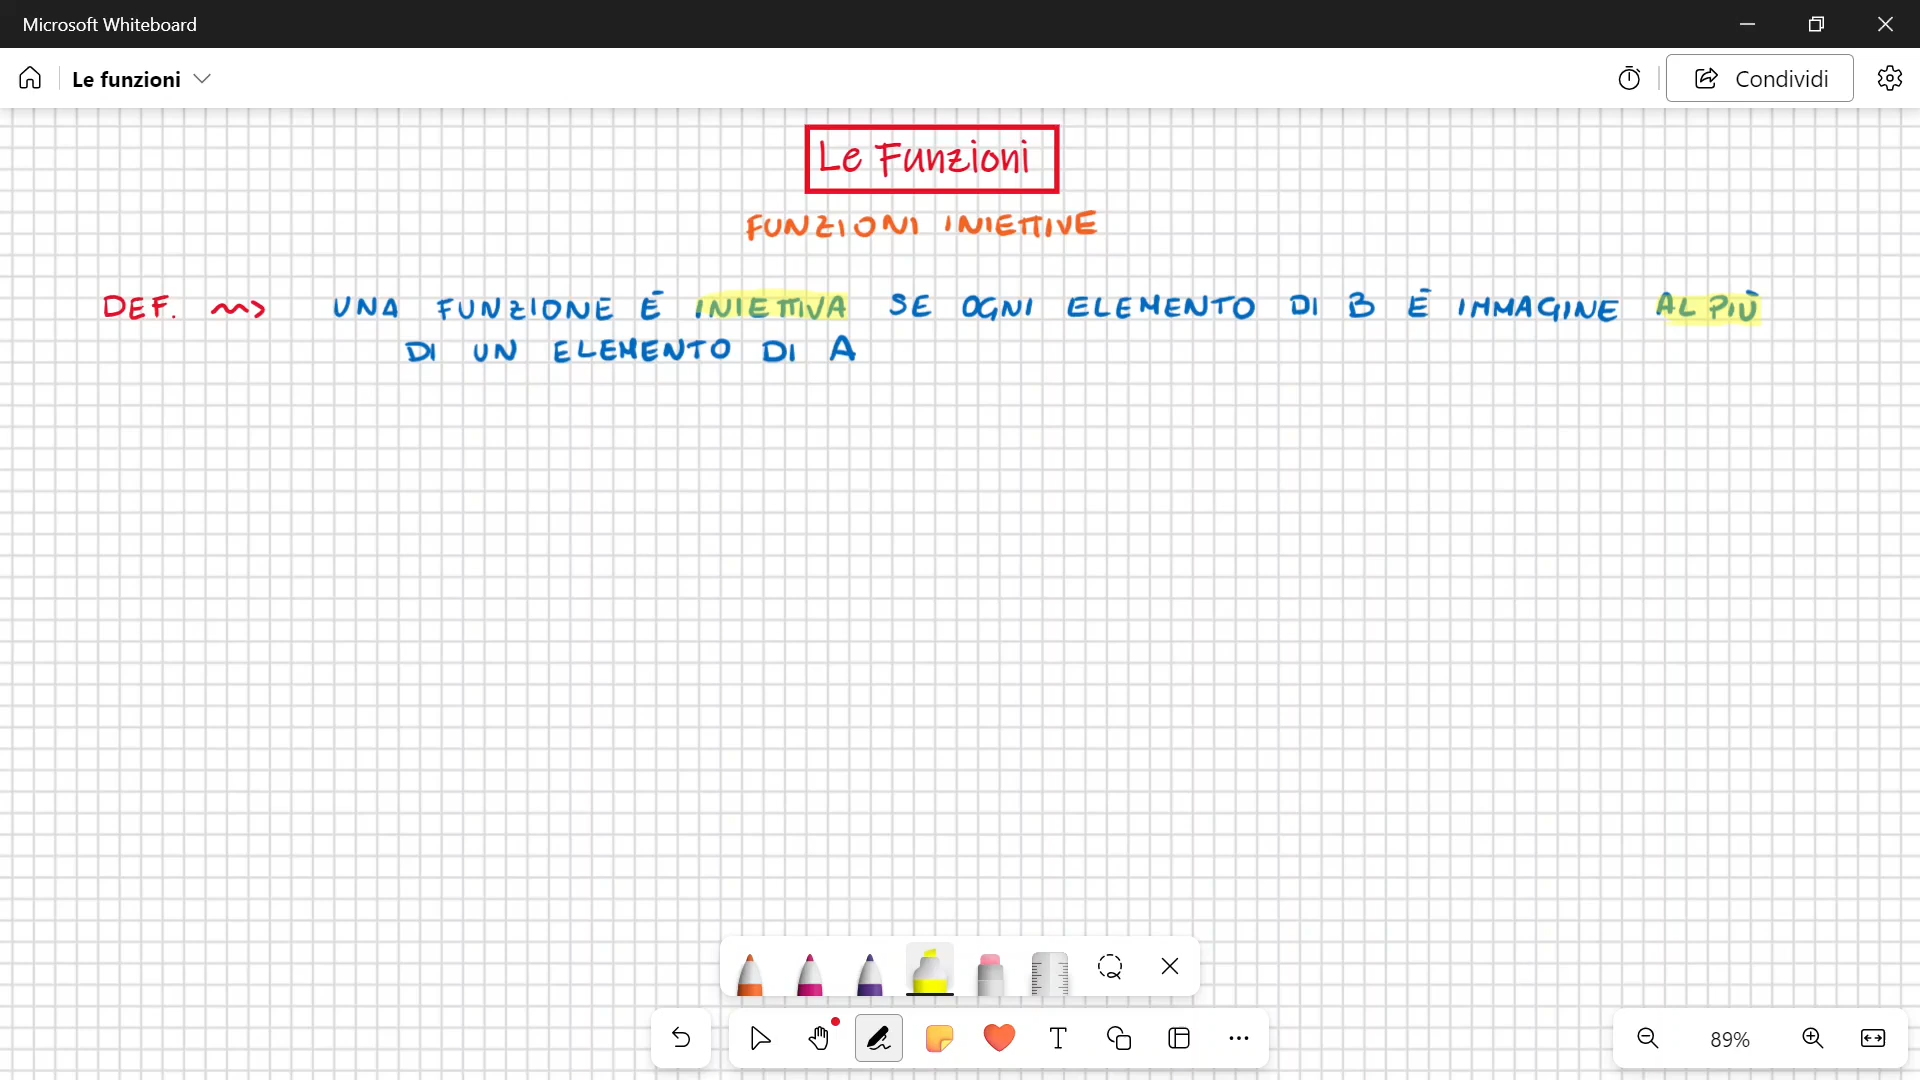 Microsoft Whiteboard
Le funzioni
Condividi
Le Funzioni
FUNZIONI INIETTIVE
DEF. ~~> UNA FUNZIONE È INIETTIVA SE OGNI ELEMENTO DI B È IMMAGINE AL PIÙ
DI UN ELEMENTO DI A
89%